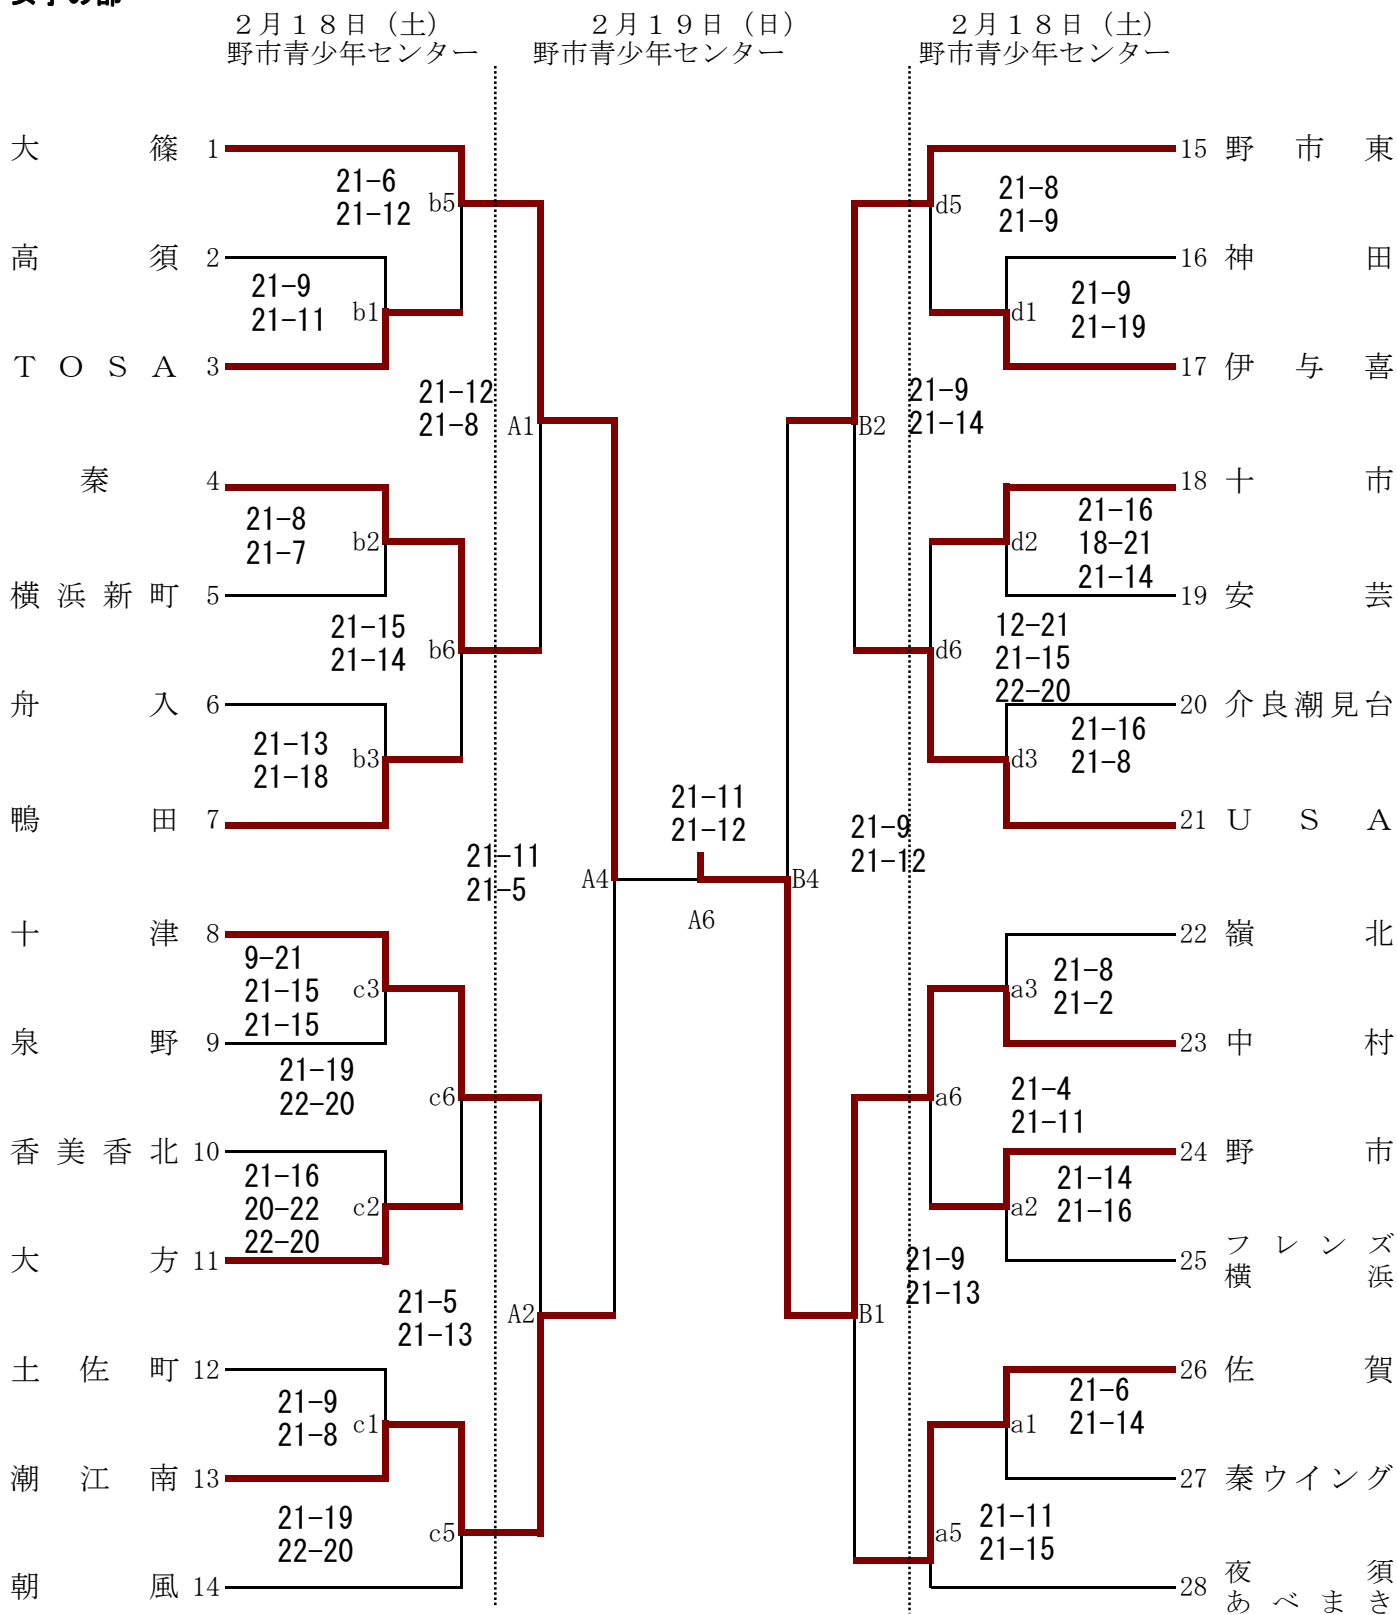 女子の部
２月１８日（土）
野市青少年センター
２月１９日（日）
野市青少年センター
２月１８日（土）
野市青少年センター
大篠 1
21-6
21-12
b5
高須 2
21-9
21-11
b1
ＴＯＳＡ 3
21-12
21-8
A1
秦 4
21-8
21-7
b2
横浜新町 5
21-15
21-14
b6
舟入 6
21-13
21-18
b3
鴨田 7
21-11
21-5
A4
十津 8
9-21
21-15
21-15
c3
泉野 9
21-19
22-20
c6
香美香北 10
21-16
20-22
22-20
c2
大方 11
21-5
21-13
A2
土佐町 12
21-9
21-8
c1
潮江南 13
21-19
22-20
c5
朝風 14
21-11
21-12
A6
15 野市東
d5
21-8
21-9
16 神田
d1
21-9
21-19
17 伊与喜
B2
21-9
21-14
18 十市
d2
21-16
18-21
21-14
19 安芸
d6
12-21
21-15
22-20
20 介良潮見台
d3
21-16
21-8
21 ＵＳＡ
B4
21-9
21-12
22 嶺北
a3
21-8
21-2
23 中村
a6
21-4
21-11
24 野市
a2
21-14
21-16
25 フレンズ
横浜
B1
21-9
21-13
26 佐賀
a1
21-6
21-14
27 秦ウイング
a5
21-11
21-15
28 夜須
あべまき